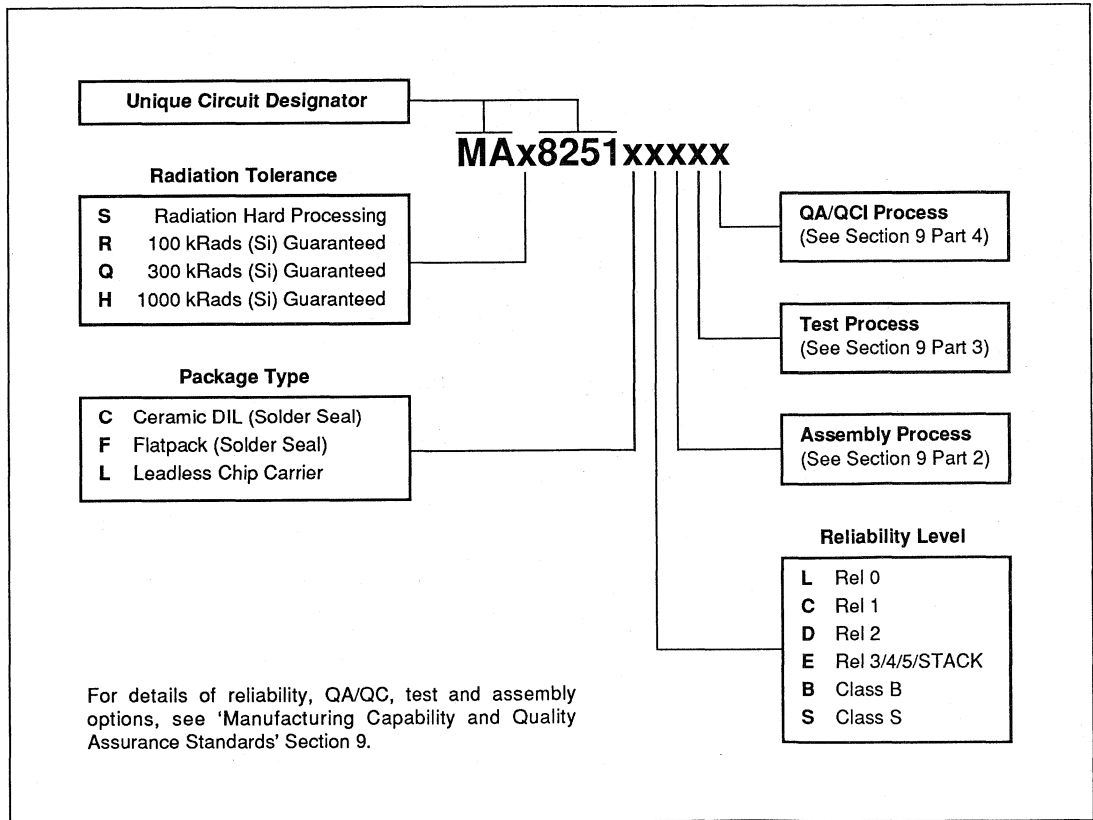 Unique Circuit Designator
MAx8251xxxxx
Radiation Tolerance
S Radiation Hard Processing
R 100 kRads (Si) Guaranteed
Q 300 kRads (Si) Guaranteed
H 1000 kRads (Si) Guaranteed
Package Type
C Ceramic DIL (Solder Seal)
F Flatpack (Solder Seal)
L Leadless Chip Carrier
QA/QCI Process
(See Section 9 Part 4)
Test Process
(See Section 9 Part 3)
Assembly Process
(See Section 9 Part 2)
Reliability Level
L Rel 0
C Rel 1
D Rel 2
E Rel 3/4/5/STACK
B Class B
S Class S
For details of reliability, QA/QC, test and assembly
options, see ‘Manufacturing Capability and Quality
Assurance Standards’ Section 9.